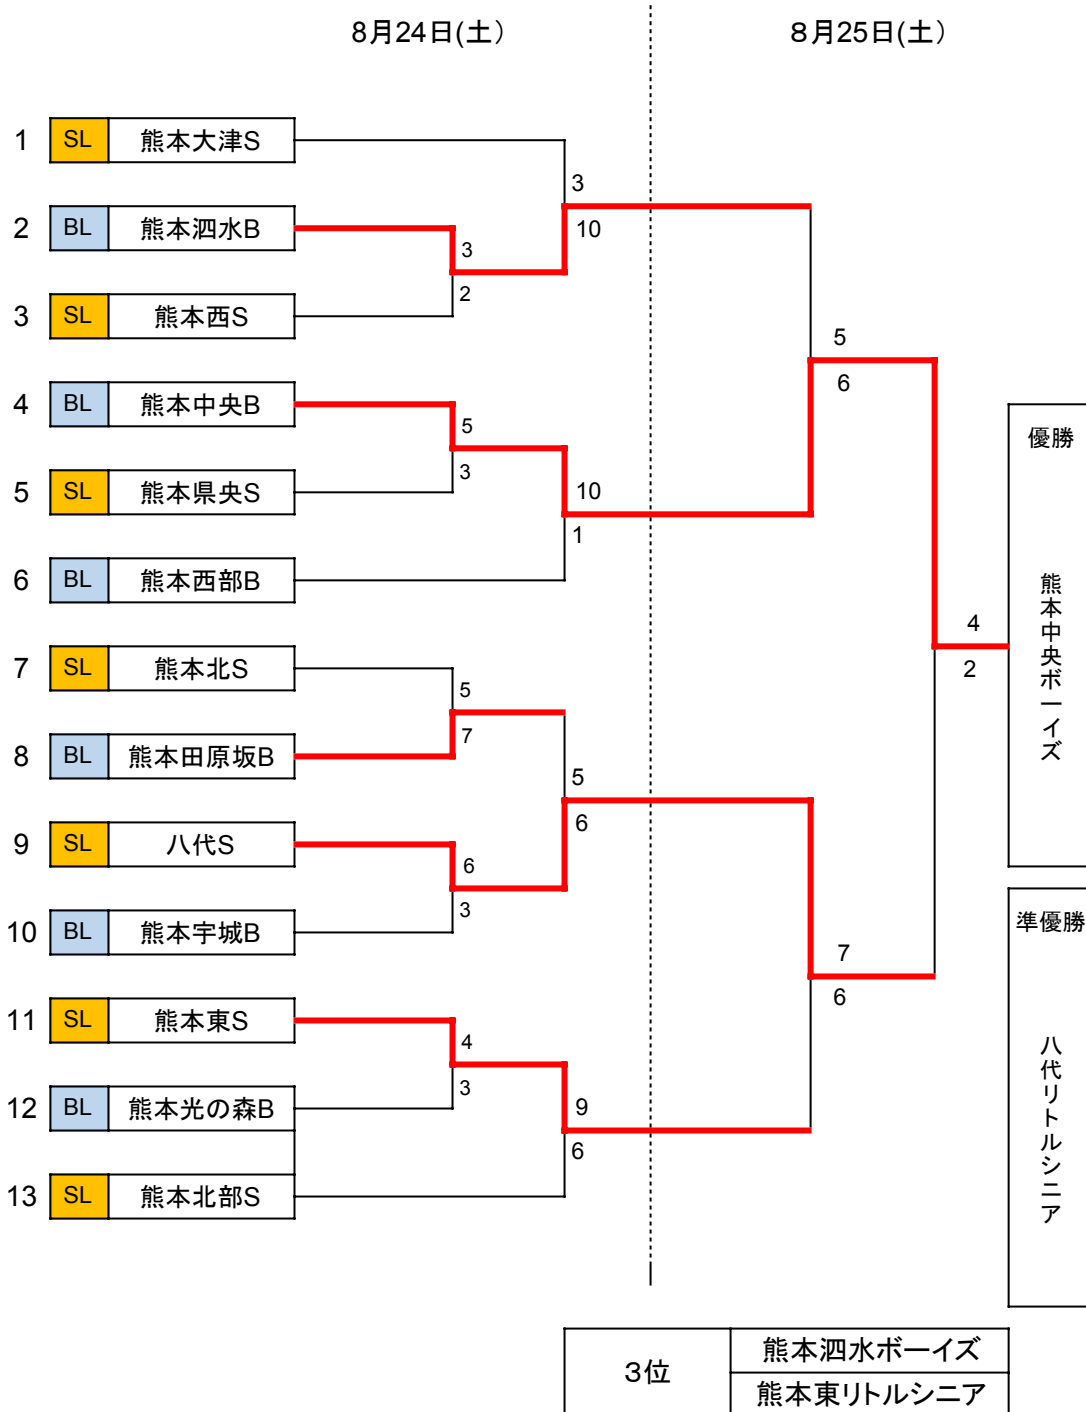 8月24日(土）
８月25日(土）
1 SL 熊本大津S
2 BL 熊本泗水B
3 SL 熊本西S
4 BL 熊本中央B
5 SL 熊本県央S
6 BL 熊本西部B
7 SL 熊本北S
8 BL 熊本田原坂B
9 SL 八代S
10 BL 熊本宇城B
11 SL 熊本東S
12 BL 熊本光の森B
13 SL 熊本北部S
3
2
5
3
5
7
6
3
4
3
3
10
10
1
5
6
9
6
5
6
7
6
4
2
優勝
熊本中央ボーイズ
準優勝
八代リトルシニア
３位
熊本泗水ボーイズ
熊本東リトルシニア